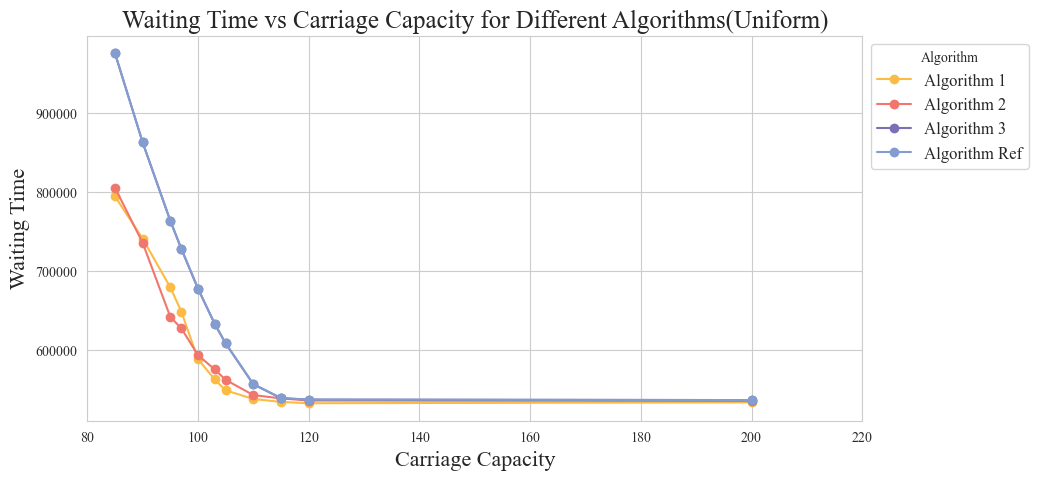 Waiting Time vs Carriage Capacity for Different Algorithms(Uniform)
Waiting Time
900000
800000
700000
600000
80
100
120
140
160
180
200
220
Carriage Capacity
Algorithm
Algorithm 1
Algorithm 2
Algorithm 3
Algorithm Ref